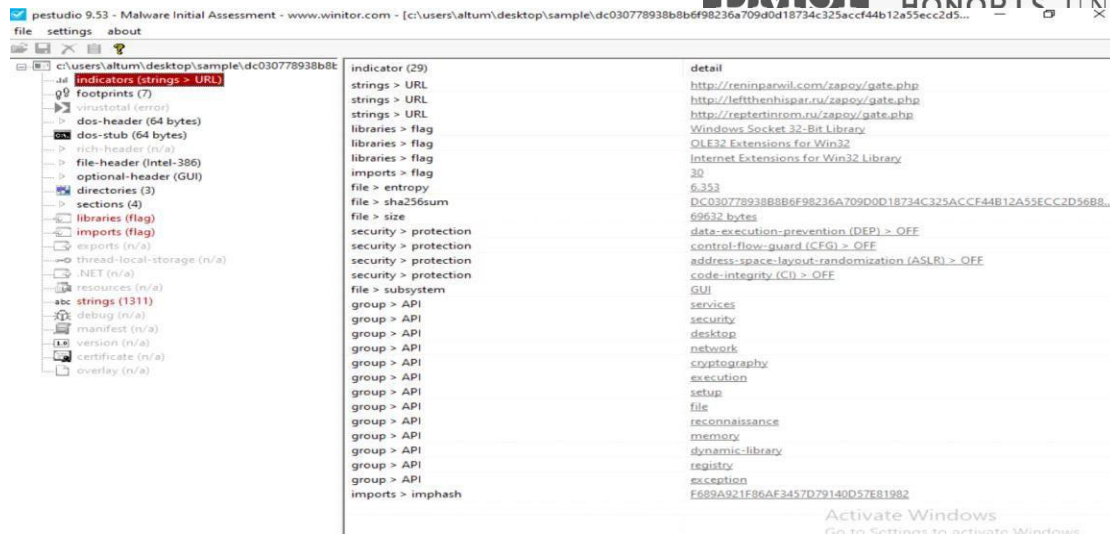 pestudio 9.53 - Malware Initial Assessment - www.winitor.com - [c:\users\altum\desktop\sample\dc030778938b8b6f98236a709d0d18734c325accf44b12a55ecc2d5...
file settings about
c:\users\altum\desktop\sample\dc030778938b8b
indicators (strings > URL)
footprints (7)
virustotal (error)
dos-header (64 bytes)
dos-stub (64 bytes)
rich-header (n/a)
file-header (Intel-386)
optional-header (GUI)
directories (3)
sections (4)
libraries (flag)
imports (flag)
exports (n/a)
thread-local-storage (n/a)
.NET (n/a)
resources (n/a)
abc strings (1311)
debug (n/a)
manifest (n/a)
1.0 version (n/a)
certificate (n/a)
overlay (n/a)
indicator (29) detail
strings > URL http://reninparwil.com/zapoy/gate.php
strings > URL http://leftthenhispar.ru/zapoy/gate.php
strings > URL http://reptertinrom.ru/zapoy/gate.php
libraries > flag Windows Socket 32-Bit Library
libraries > flag OLE32 Extensions for Win32
libraries > flag Internet Extensions for Win32 Library
imports > flag 30
file > entropy 6.353
file > sha256sum DC030778938B8B6F98236A709D0D18734C325ACCF44B12A55ECC2D56B8...
file > size 69632 bytes
security > protection data-execution-prevention (DEP) > OFF
security > protection control-flow-guard (CFG) > OFF
security > protection address-space-layout-randomization (ASLR) > OFF
security > protection code-integrity (CI) > OFF
file > subsystem GUI
group > API services
group > API security
group > API desktop
group > API network
group > API cryptography
group > API execution
group > API setup
group > API file
group > API reconnaissance
group > API memory
group > API dynamic-library
group > API registry
group > API exception
imports > imphash F689A921F86AF3457D79140D57E81982
Activate Windows
Go to Settings to activate Windows.